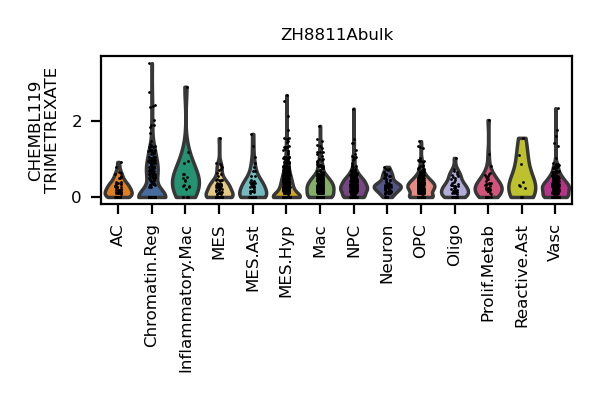 ZH8811Abulk
CHEMBL119
TRIMETREXATE
2
0
AC
Chromatin.Reg
Inflammatory.Mac
MES
MES.Ast
MES.Hyp
Mac
NPC
Neuron
OPC
Oligo
Prolif.Metab
Reactive.Ast
Vasc